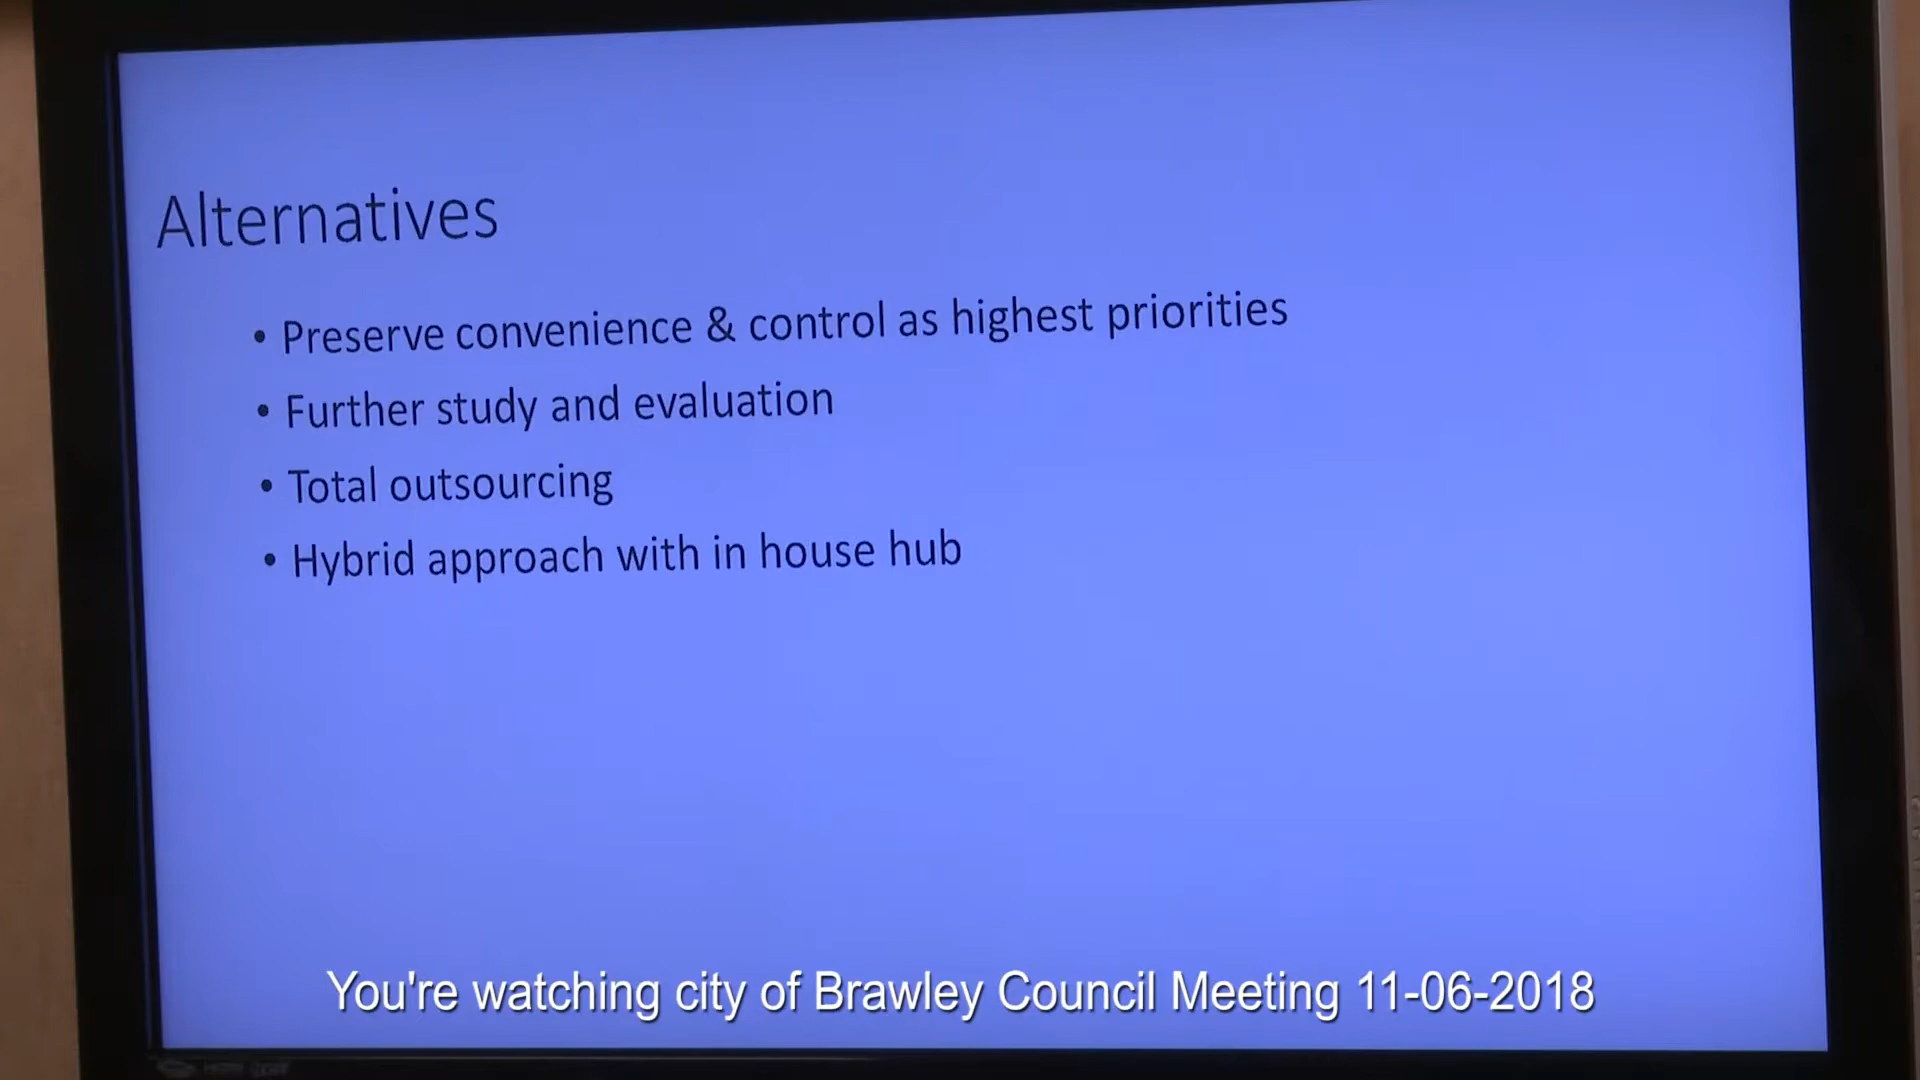 Alternatives
• Preserve convenience & control as highest priorities
• Further study and evaluation
• Total outsourcing
• Hybrid approach with in house hub
You're watching city of Brawley Council Meeting 11-06-2018